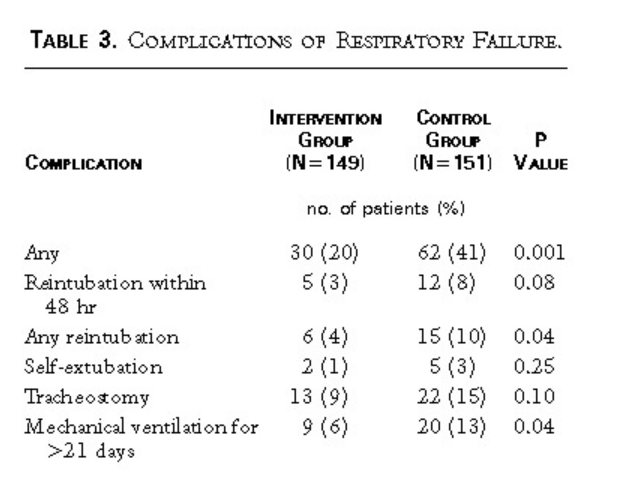 TABLE 3. COMPLICATIONS OF RESPIRATORY FAILURE.
COMPLICATION INTERVENTION GROUP (N=149) CONTROL GROUP (N=151) P VALUE
no. of patients (%)
Any 30 (20) 62 (41) 0.001
Reintubation within 5 (3) 12 (8) 0.08
48 hr
Any reintubation 6 (4) 15 (10) 0.04
Self-extubation 2 (1) 5 (3) 0.25
Tracheostomy 13 (9) 22 (15) 0.10
Mechanical ventilation for 9 (6) 20 (13) 0.04
>21 days